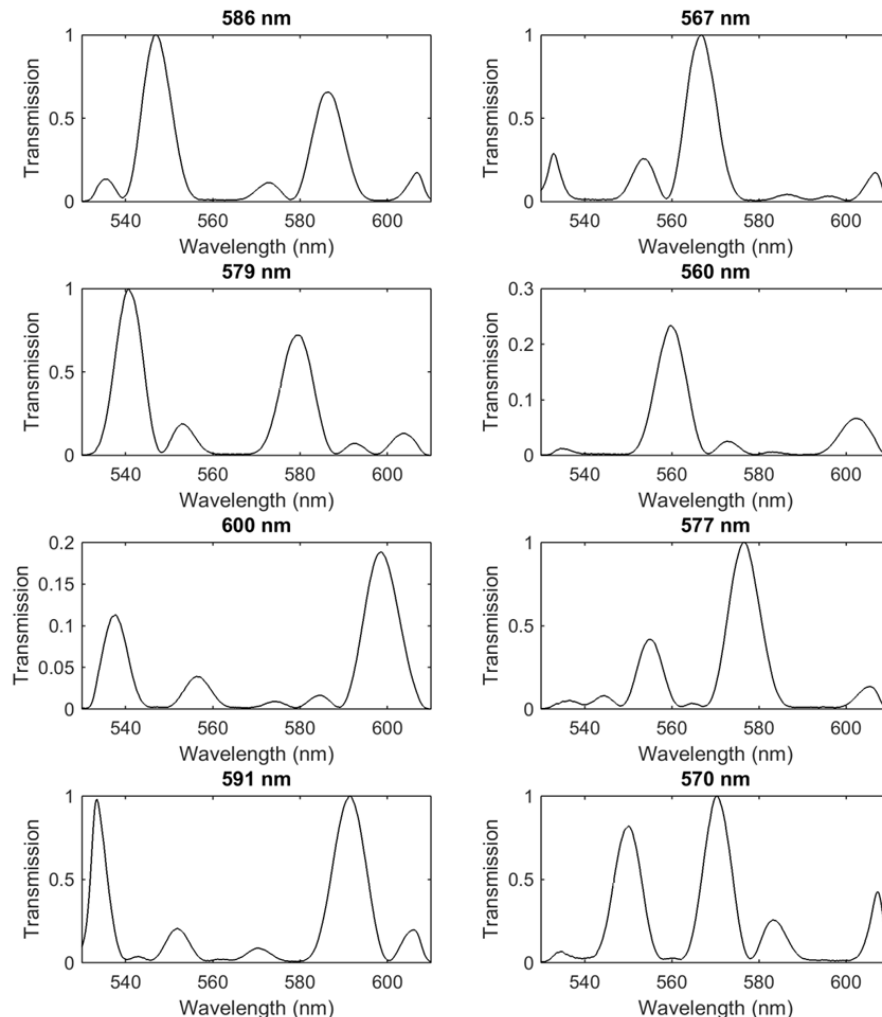 586 nm
Transmission
1
0.5
0
540 560 580 600
Wavelength (nm)
567 nm
Transmission
1
0.5
0
540 560 580 600
Wavelength (nm)
579 nm
Transmission
1
0.5
0
540 560 580 600
Wavelength (nm)
560 nm
Transmission
0.3
0.2
0.1
0
540 560 580 600
Wavelength (nm)
600 nm
Transmission
0.2
0.15
0.1
0.05
0
540 560 580 600
Wavelength (nm)
577 nm
Transmission
1
0.5
0
540 560 580 600
Wavelength (nm)
591 nm
Transmission
1
0.5
0
540 560 580 600
Wavelength (nm)
570 nm
Transmission
1
0.5
0
540 560 580 600
Wavelength (nm)